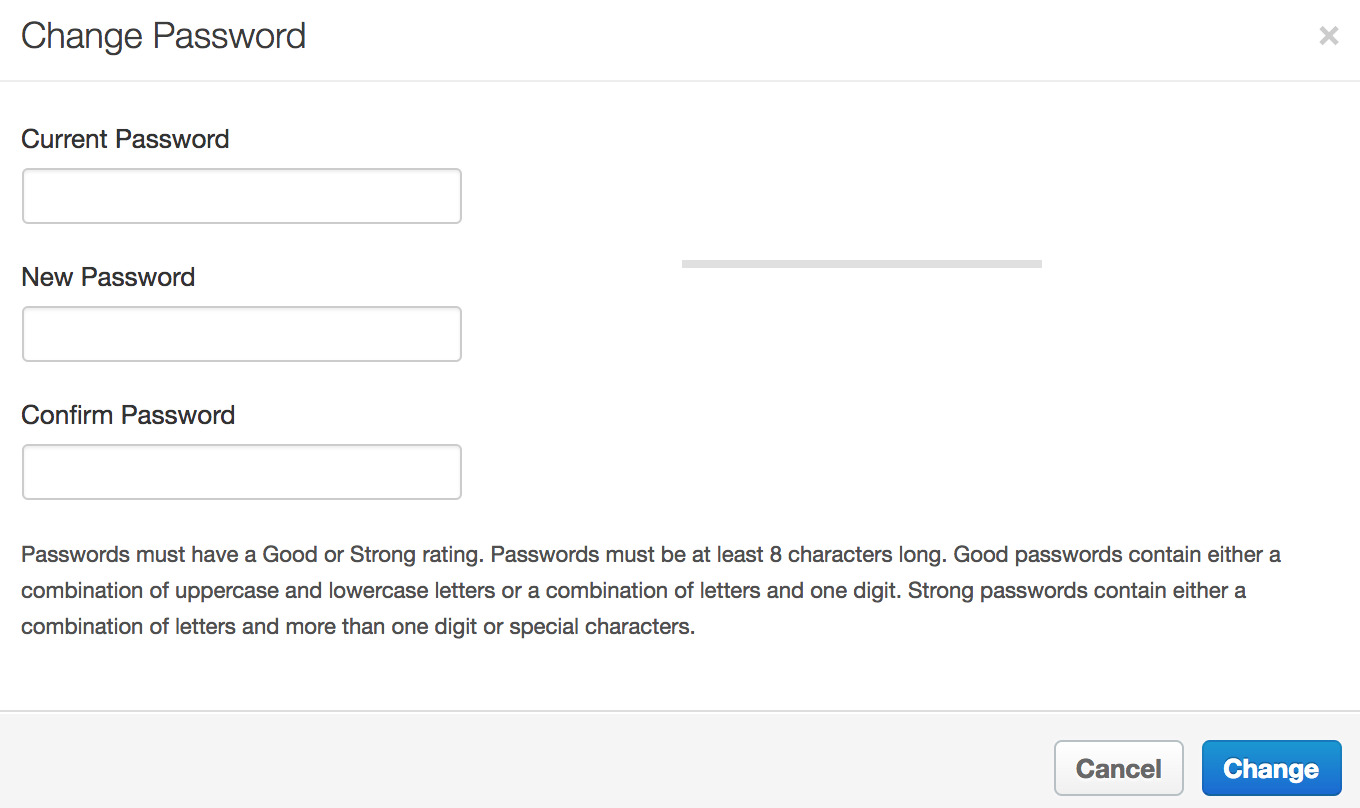 Change Password
×
Current Password
New Password
Confirm Password
Passwords must have a Good or Strong rating. Passwords must be at least 8 characters long. Good passwords contain either a
combination of uppercase and lowercase letters or a combination of letters and one digit. Strong passwords contain either a
combination of letters and more than one digit or special characters.
Cancel
Change